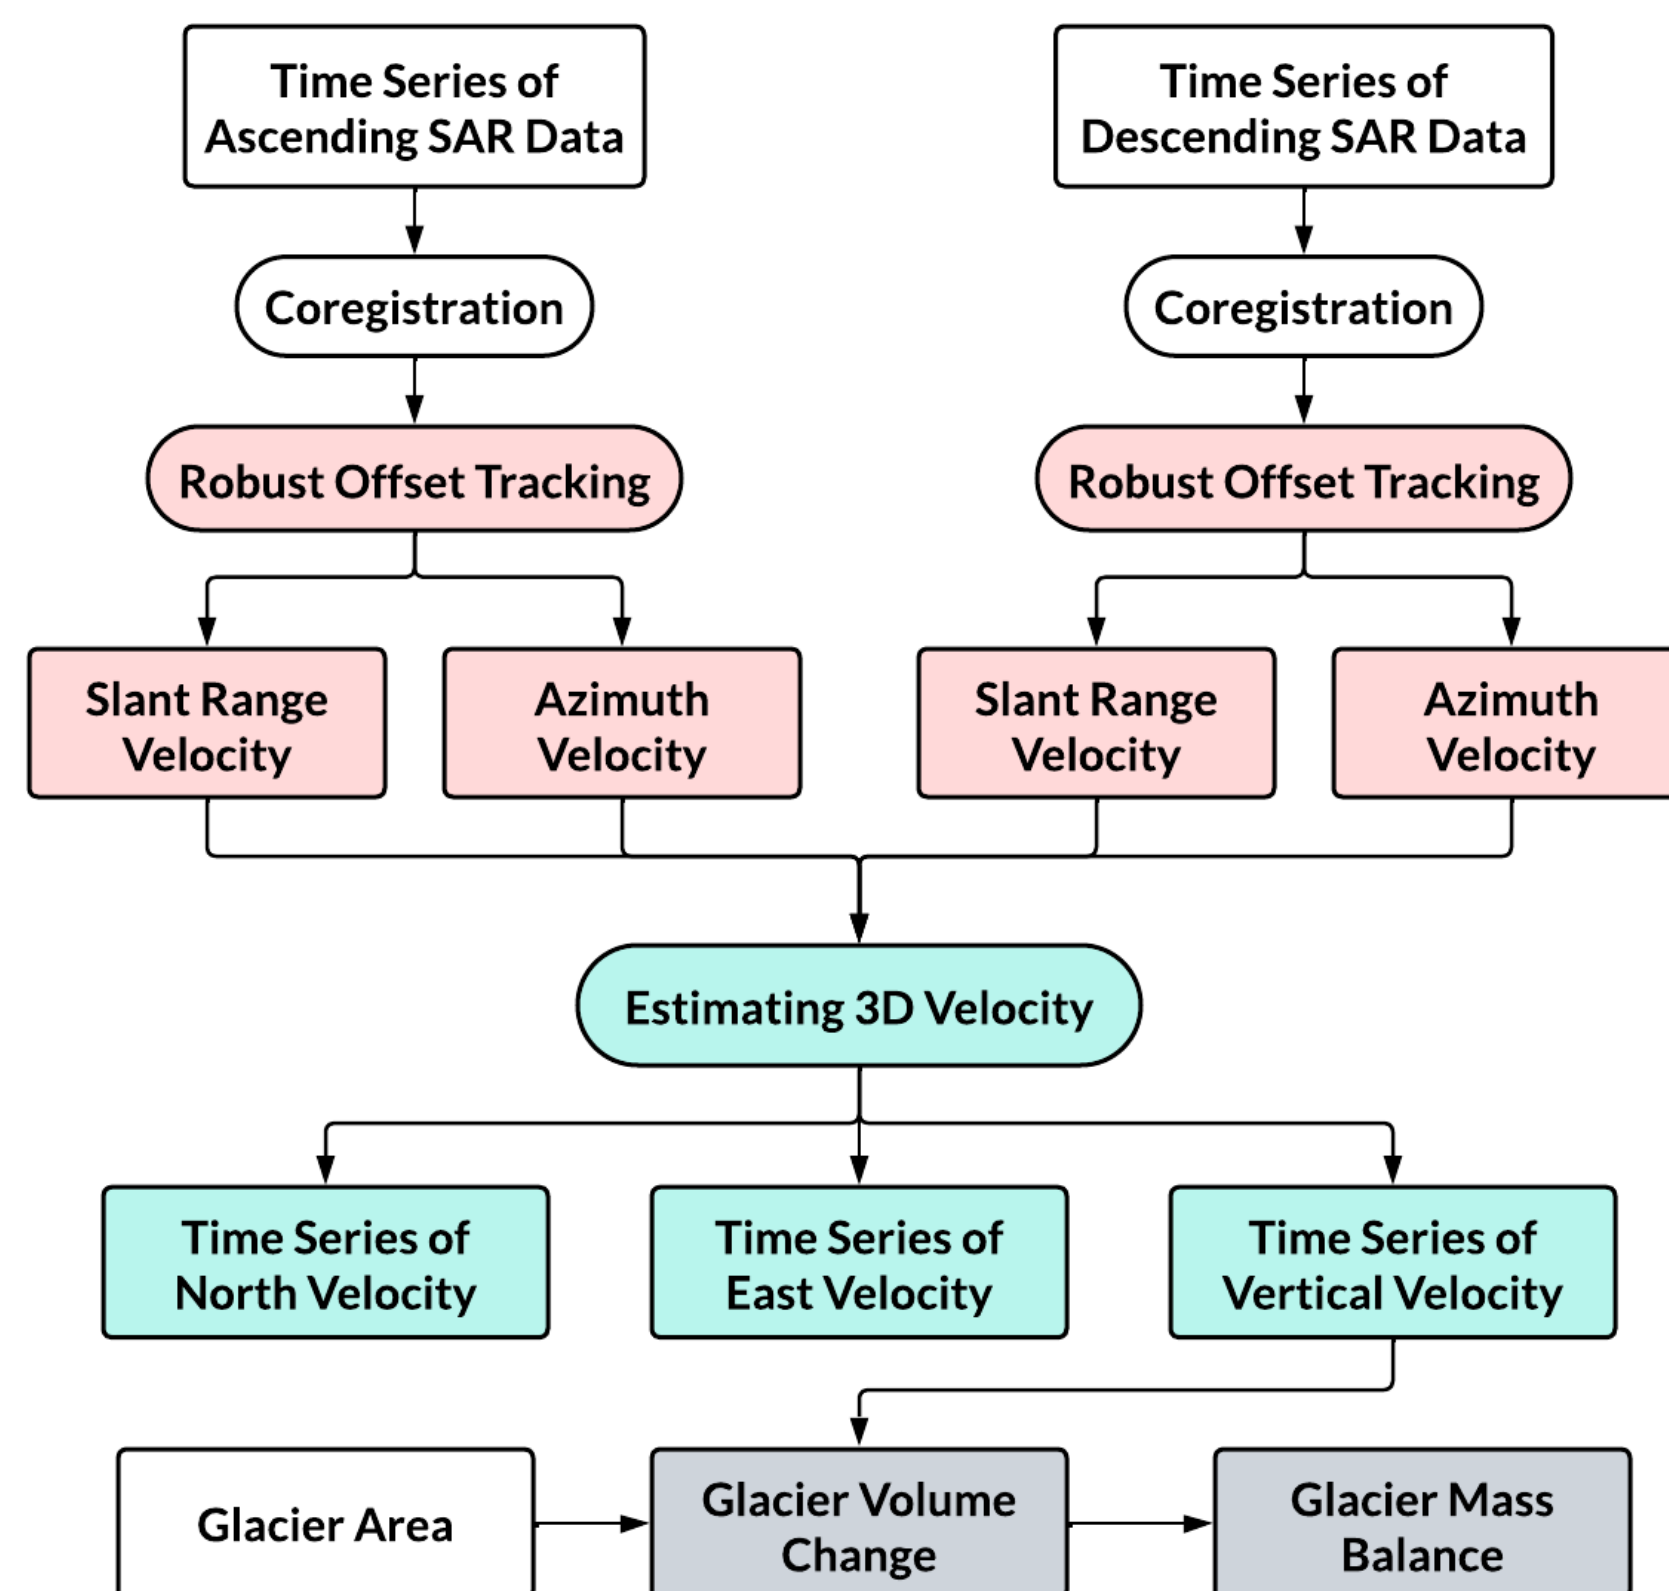 Time Series of
Ascending SAR Data
Time Series of
Descending SAR Data
Coregistration
Coregistration
Robust Offset Tracking
Robust Offset Tracking
Slant Range
Velocity
Azimuth
Velocity
Slant Range
Velocity
Azimuth
Velocity
Estimating 3D Velocity
Time Series of
North Velocity
Time Series of
East Velocity
Time Series of
Vertical Velocity
Glacier Area
Glacier Volume
Change
Glacier Mass
Balance